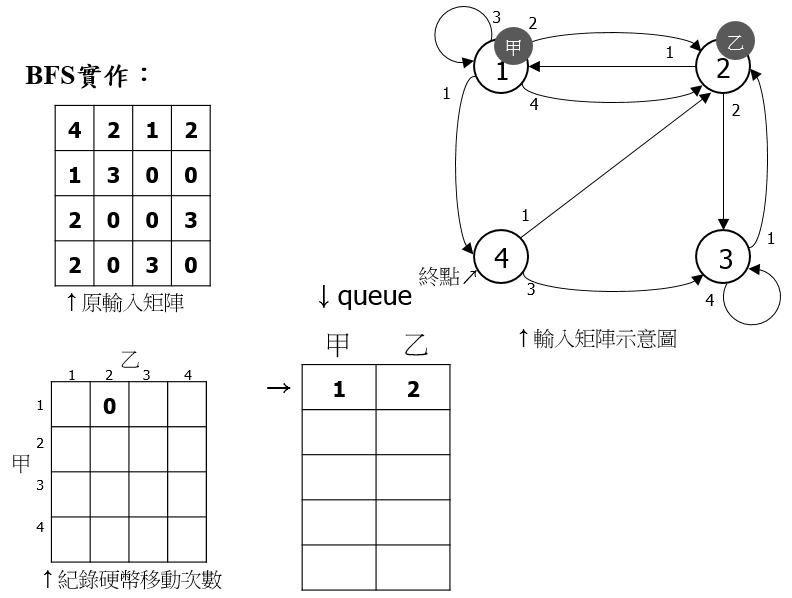 BFS實作：
4 2 1 2
1 3 0 0
2 0 0 3
2 0 3 0
↑原輸入矩陣
3
2
甲
乙
1
2
1
1
4
2
1
4
3
1
3
4
終點↗
↑輸入矩陣示意圖
↓queue
甲 乙
→ 1 2
乙
1 2 3 4
1 0
2
甲
3
4
↑紀錄硬幣移動次數